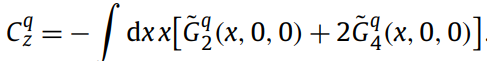 C_z^q = − ∫ dx x[G̃_2^q(x, 0, 0) + 2G̃_4^q(x, 0, 0)].